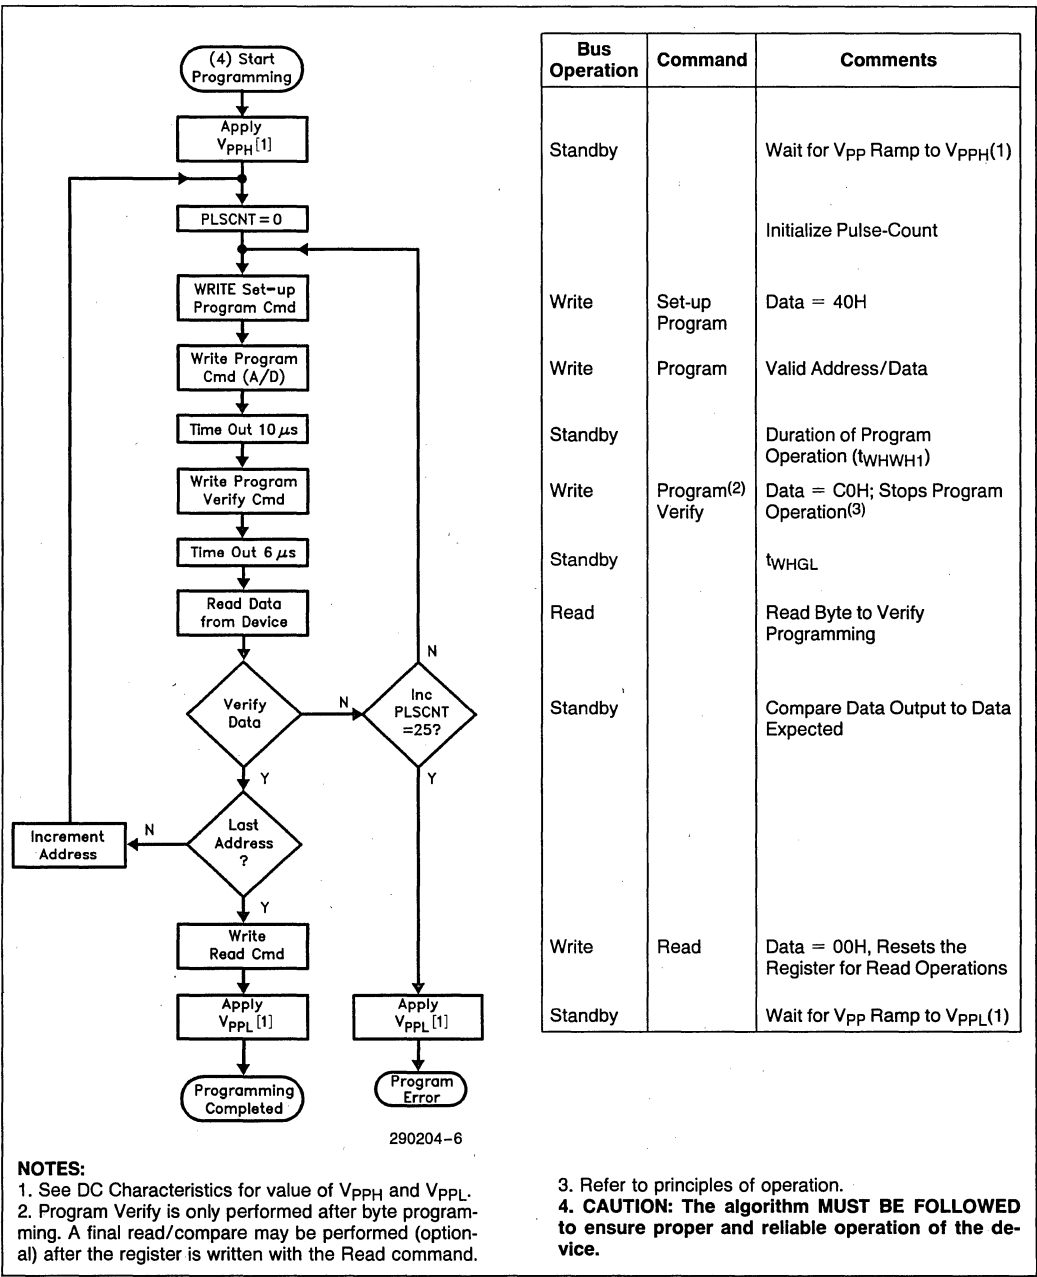 (4) Start
Programming
Apply
VPPH[1]
PLSCNT = 0
WRITE Set-up
Program Cmd
Write Program
Cmd (A/D)
Time Out 10 μs
Write Program
Verify Cmd
Time Out 6 μs
Read Data
from Device
Verify
Data
N
Inc
PLSCNT
=25?
N
Y
Y
Last
Address
?
N
Increment
Address
Y
Write
Read Cmd
Apply
VPPL[1]
Programming
Completed
Apply
VPPL[1]
Program
Error
290204–6
Bus
Operation
Command
Comments
Standby
Wait for VPP Ramp to VPPH(1)
Initialize Pulse-Count
Write Set-up Data = 40H
Program
Write Program Valid Address/Data
Standby Duration of Program
Operation (tWHWH1)
Write Program(2) Data = C0H; Stops Program
Verify Operation(3)
Standby tWHGL
Read Read Byte to Verify
Programming
Standby Compare Data Output to Data
Expected
Write Read Data = 00H, Resets the
Register for Read Operations
Standby Wait for VPP Ramp to VPPL(1)
NOTES:
1. See DC Characteristics for value of VPPH and VPPL.
2. Program Verify is only performed after byte program-
ming. A final read/compare may be performed (option-
al) after the register is written with the Read command.
3. Refer to principles of operation.
4. CAUTION: The algorithm MUST BE FOLLOWED
to ensure proper and reliable operation of the de-
vice.